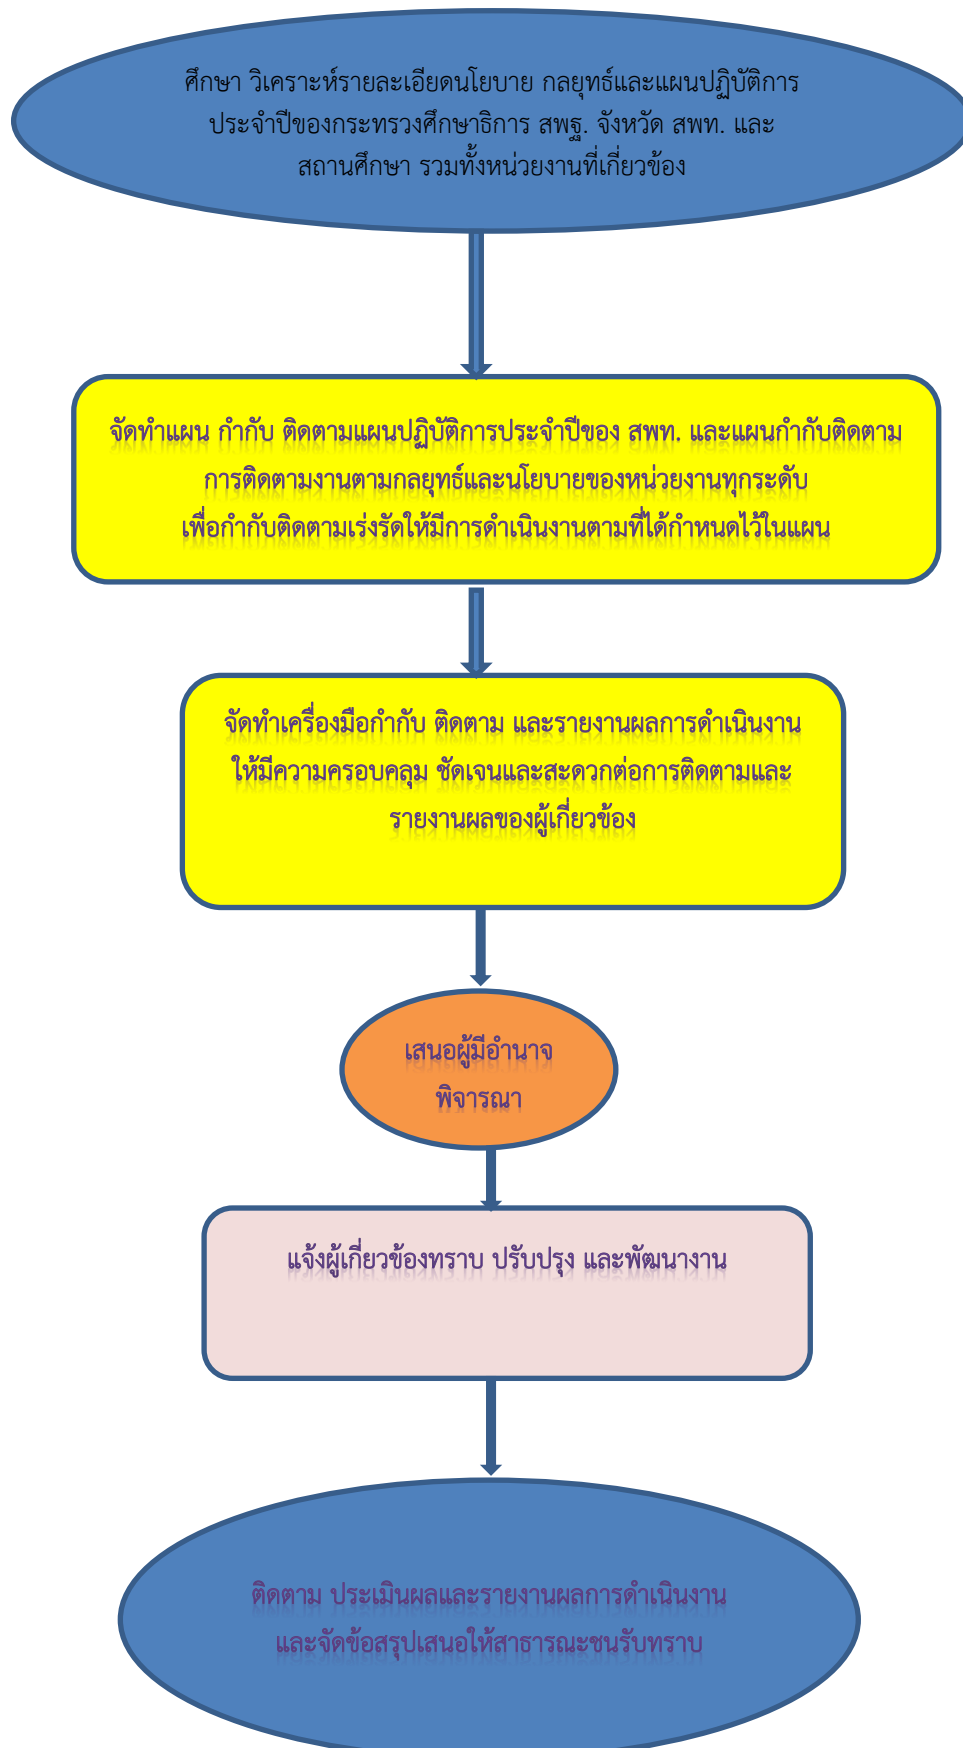 ศึกษา วิเคราะห์รายละเอียดนโยบาย กลยุทธ์และแผนปฏิบัติการ
ประจำปีของกระทรวงศึกษาธิการ สพฐ. จังหวัด สพท. และ
สถานศึกษา รวมทั้งหน่วยงานที่เกี่ยวข้อง
จัดทำแผน กำกับ ติดตามแผนปฏิบัติการประจำปีของ สพท. และแผนกำกับติดตาม
การติดตามงานตามกลยุทธ์และนโยบายของหน่วยงานทุกระดับ
เพื่อกำกับติดตามเร่งรัดให้มีการดำเนินงานตามที่ได้กำหนดไว้ในแผน
จัดทำเครื่องมือกำกับ ติดตาม และรายงานผลการดำเนินงาน
ให้มีความครอบคลุม ชัดเจนและสะดวกต่อการติดตามและ
รายงานผลของผู้เกี่ยวข้อง
เสนอผู้มีอำนาจ
พิจารณา
แจ้งผู้เกี่ยวข้องทราบ ปรับปรุง และพัฒนางาน
ติดตาม ประเมินผลและรายงานผลการดำเนินงาน
และจัดข้อสรุปเสนอให้สาธารณะชนรับทราบ